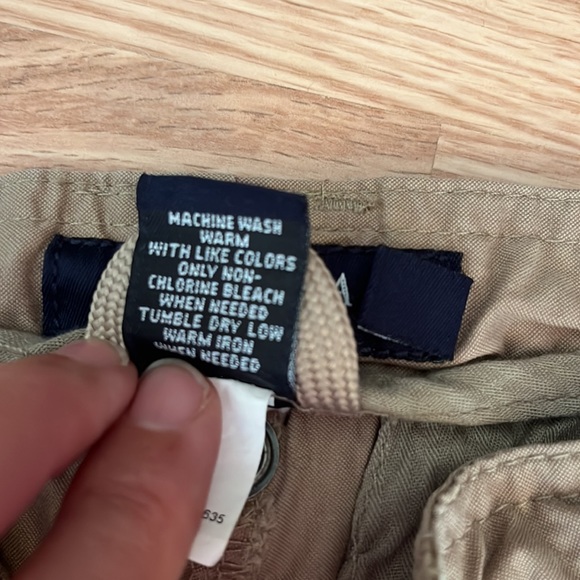 MACHINE WASH
WARM
WITH LIKE COLORS
ONLY NON-
CHLORINE BLEACH
WHEN NEEDED
TUMBLE DRY LOW
WARM IRON
WHEN NEEDED
A
635